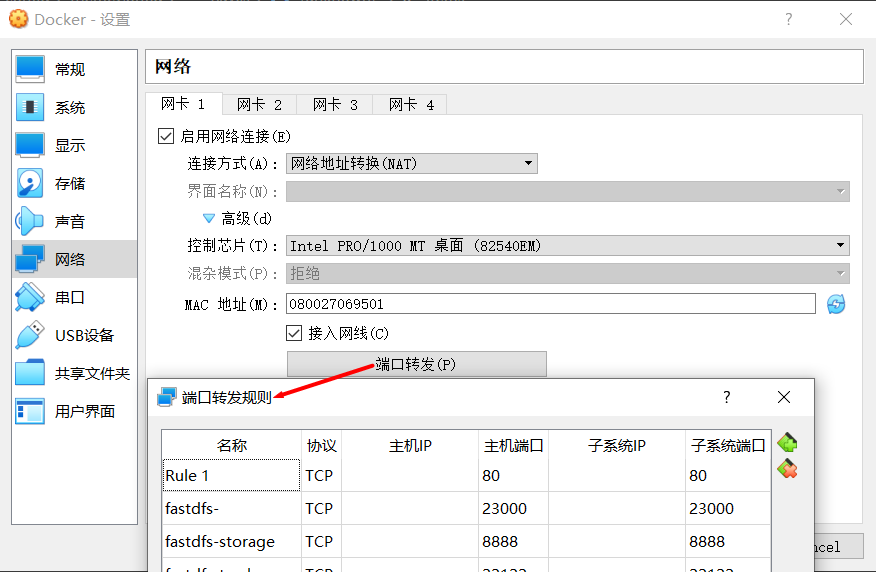 Docker - 设置
常规
系统
显示
存储
声音
网络
串口
USB设备
共享文件夹
用户界面
网络
网卡 1 网卡 2 网卡 3 网卡 4
启用网络连接(E)
连接方式(A): 网络地址转换(NAT)
界面名称(N):
高级(d)
控制芯片(T): Intel PRO/1000 MT 桌面 (82540EM)
混杂模式(P): 拒绝
MAC 地址(M): 080027069501
接入网线(C)
端口转发(P)
端口转发规则
名称 协议 主机IP 主机端口 子系统IP 子系统端口
Rule 1 TCP 80 80
fastdfs- TCP 23000 23000
fastdfs-storage TCP 8888 8888
ncel